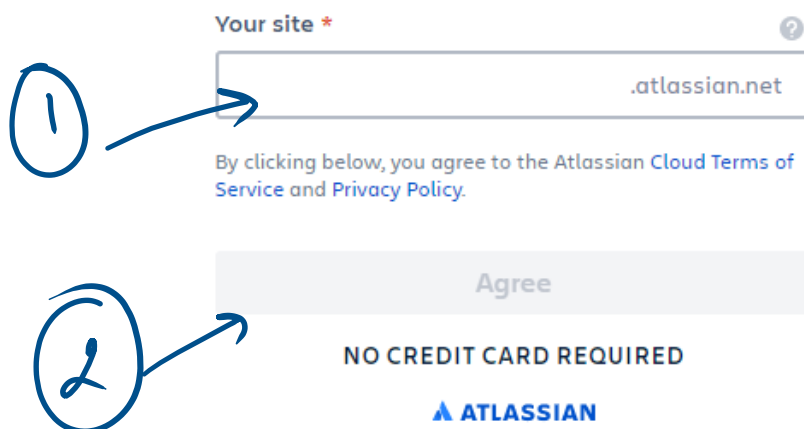 Your site *
?
1
.atlassian.net
By clicking below, you agree to the Atlassian Cloud Terms of
Service and Privacy Policy.
Agree
2
NO CREDIT CARD REQUIRED
ATLASSIAN